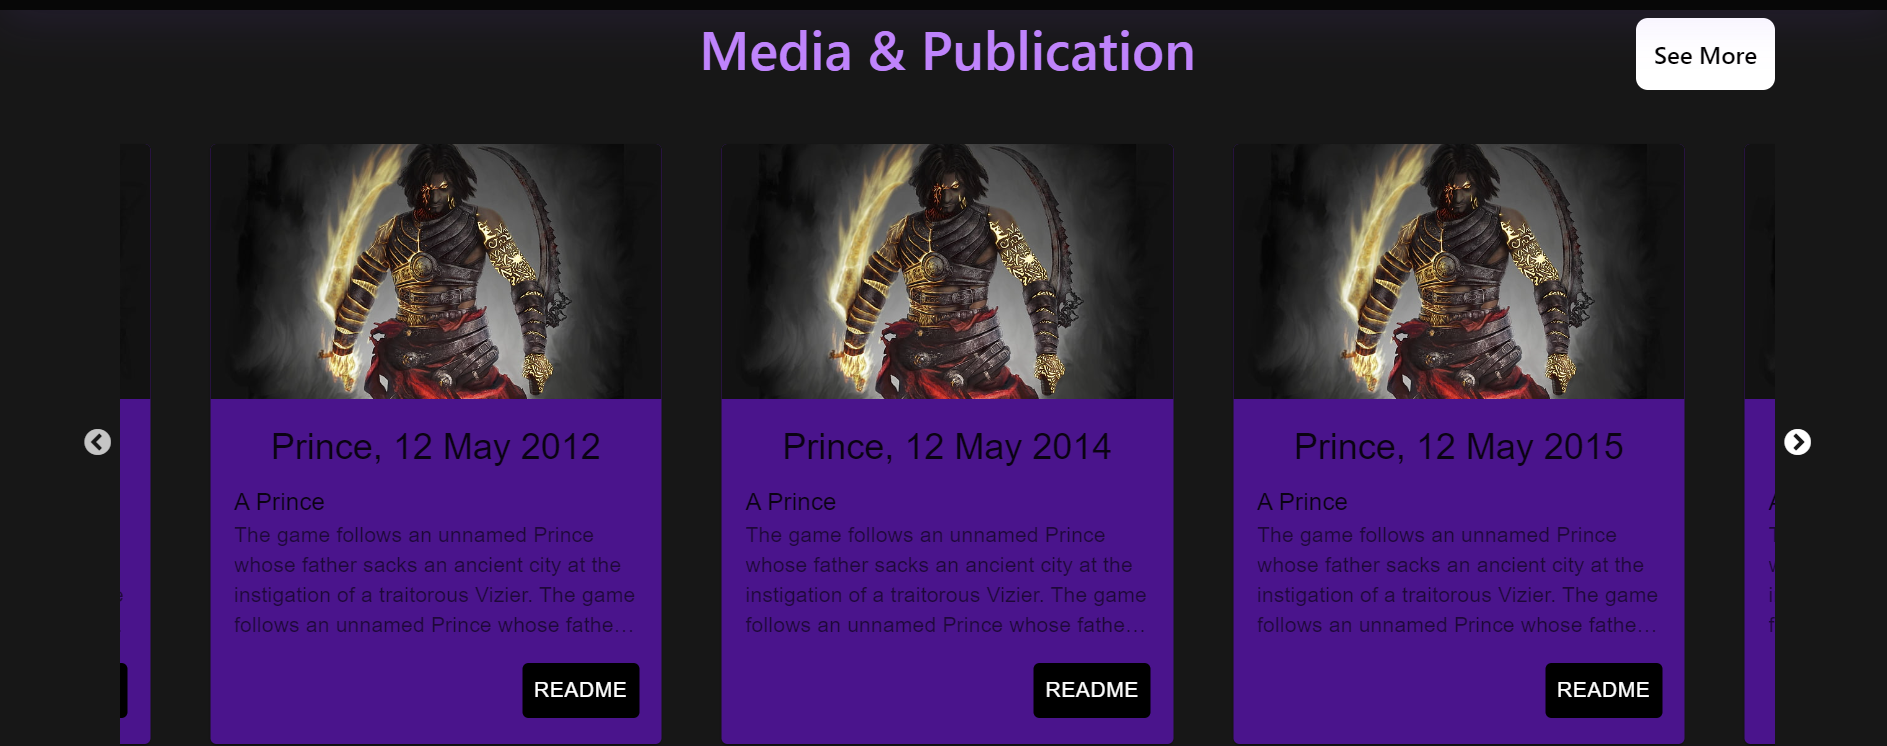 Media & Publication
See More
Prince, 12 May 2012
A Prince
The game follows an unnamed Prince
whose father sacks an ancient city at the
instigation of a traitorous Vizier. The game
follows an unnamed Prince whose fathe...
README
Prince, 12 May 2014
A Prince
The game follows an unnamed Prince
whose father sacks an ancient city at the
instigation of a traitorous Vizier. The game
follows an unnamed Prince whose fathe...
README
Prince, 12 May 2015
A Prince
The game follows an unnamed Prince
whose father sacks an ancient city at the
instigation of a traitorous Vizier. The game
follows an unnamed Prince whose fathe...
README